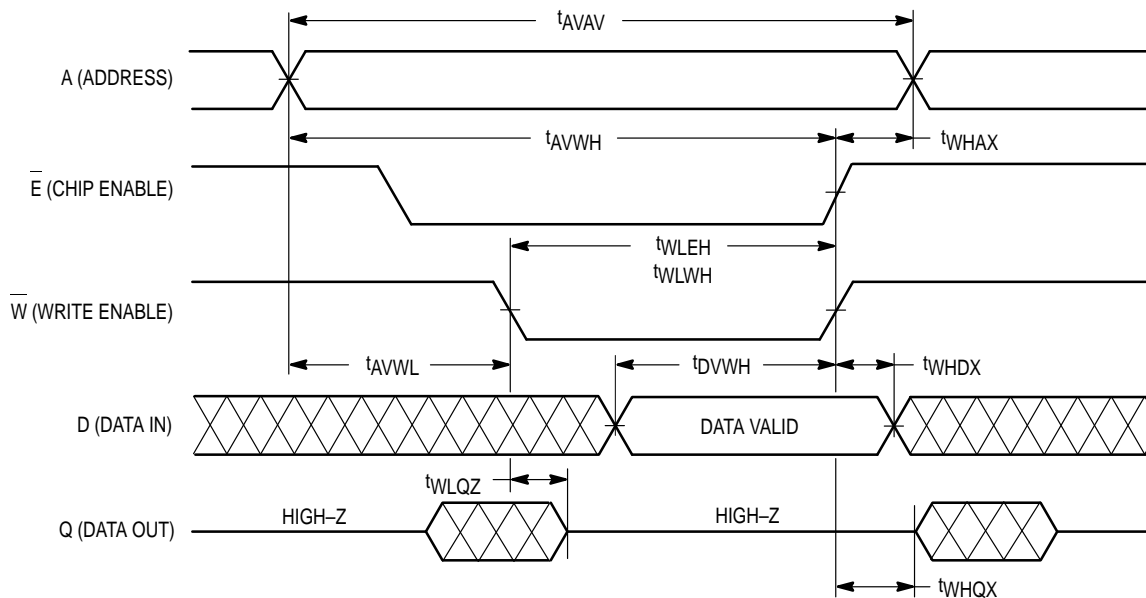 tAVAV
A (ADDRESS)
tAVWH
tWHAX
E (CHIP ENABLE)
tWLEH
tWLWH
W (WRITE ENABLE)
tAVWL
tDVWH
tWHDX
D (DATA IN)
DATA VALID
tWLQZ
Q (DATA OUT)
HIGH–Z
HIGH–Z
tWHQX